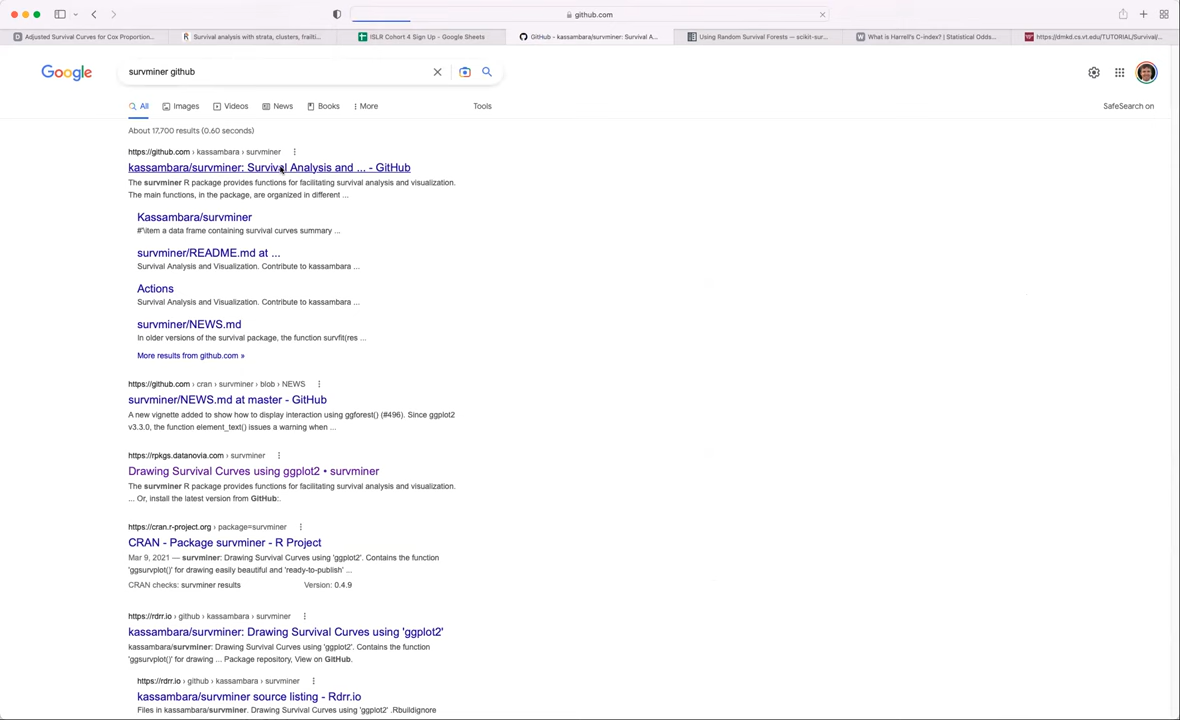 github.com
Adjusted Survival Curves for Cox Proportion...
Survival analysis with strata, clusters, frailti...
ISLR Cohort 4 Sign Up - Google Sheets
GitHub - kassambara/survminer: Survival A...
Using Random Survival Forests — scikit-sur...
What is Harrell's C-index? | Statistical Odds...
https://dmkd.cs.vt.edu/TUTORIAL/Survival/...
Google
survminer github
All
Images
Videos
News
Books
More
Tools
SafeSearch on
About 17,700 results (0.60 seconds)
https://github.com › kassambara › survminer
kassambara/survminer: Survival Analysis and ... - GitHub
The survminer R package provides functions for facilitating survival analysis and visualization.
The main functions, in the package, are organized in different ...
Kassambara/survminer
#'\item a data frame containing survival curves summary ...
survminer/README.md at ...
Survival Analysis and Visualization. Contribute to kassambara ...
Actions
Survival Analysis and Visualization. Contribute to kassambara ...
survminer/NEWS.md
In older versions of the survival package, the function survfit(res ...
More results from github.com »
https://github.com › cran › survminer › blob › NEWS
survminer/NEWS.md at master - GitHub
A new vignette added to show how to display interaction using ggforest() (#496). Since ggplot2
v3.3.0, the function element_text() issues a warning when ...
https://rpkgs.datanovia.com › survminer
Drawing Survival Curves using ggplot2 • survminer
The survminer R package provides functions for facilitating survival analysis and visualization.
... Or, install the latest version from GitHub:.
https://cran.r-project.org › package=survminer
CRAN - Package survminer - R Project
Mar 9, 2021 — survminer: Drawing Survival Curves using 'ggplot2'. Contains the function
'ggsurvplot()' for drawing easily beautiful and 'ready-to-publish' ...
CRAN checks: survminer results
Version: 0.4.9
https://rdrr.io › github › kassambara › survminer
kassambara/survminer: Drawing Survival Curves using 'ggplot2'
kassambara/survminer: Drawing Survival Curves using 'ggplot2'. Contains the function
'ggsurvplot()' for drawing ... Package repository, View on GitHub.
https://rdrr.io › github › kassambara › survminer
kassambara/survminer source listing - Rdrr.io
Files in kassambara/survminer. Drawing Survival Curves using 'ggplot2' .Rbuildignore